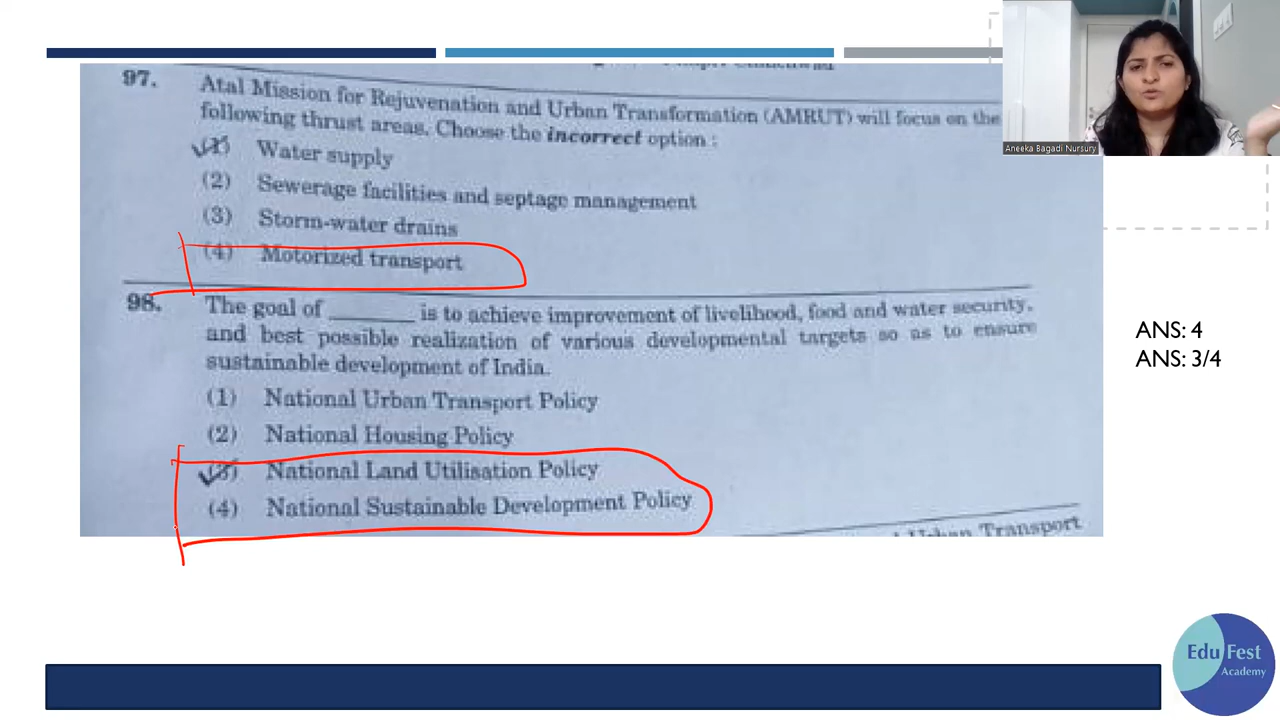 97. Atal Mission for Rejuvenation and Urban Transformation (AMRUT) will focus on the
following thrust areas. Choose the incorrect option :
(1) Water supply
(2) Sewerage facilities and septage management
(3) Storm-water drains
(4) Motorized transport
98. The goal of ______ is to achieve improvement of livelihood, food and water security,
and best possible realization of various developmental targets so as to ensure
sustainable development of India.
(1) National Urban Transport Policy
(2) National Housing Policy
(3) National Land Utilisation Policy
(4) National Sustainable Development Policy
Urban Transport
Aneeka Bagadi Nursury
ANS: 4
ANS: 3/4
Edu Fest
Academy